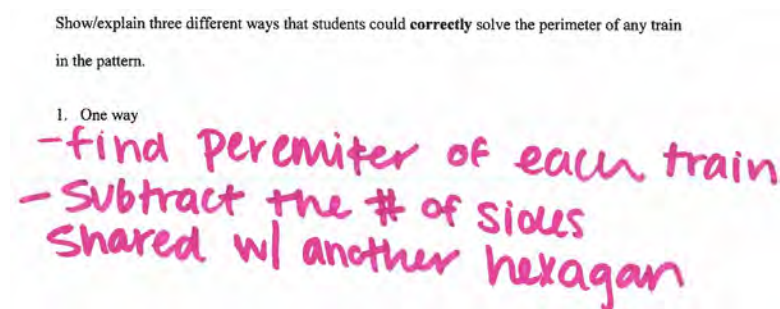 Show/explain three different ways that students could correctly solve the perimeter of any train
in the pattern.
1. One way
-find peremiter of each train
- Subtract the # of sides
Shared w/ another hexagan